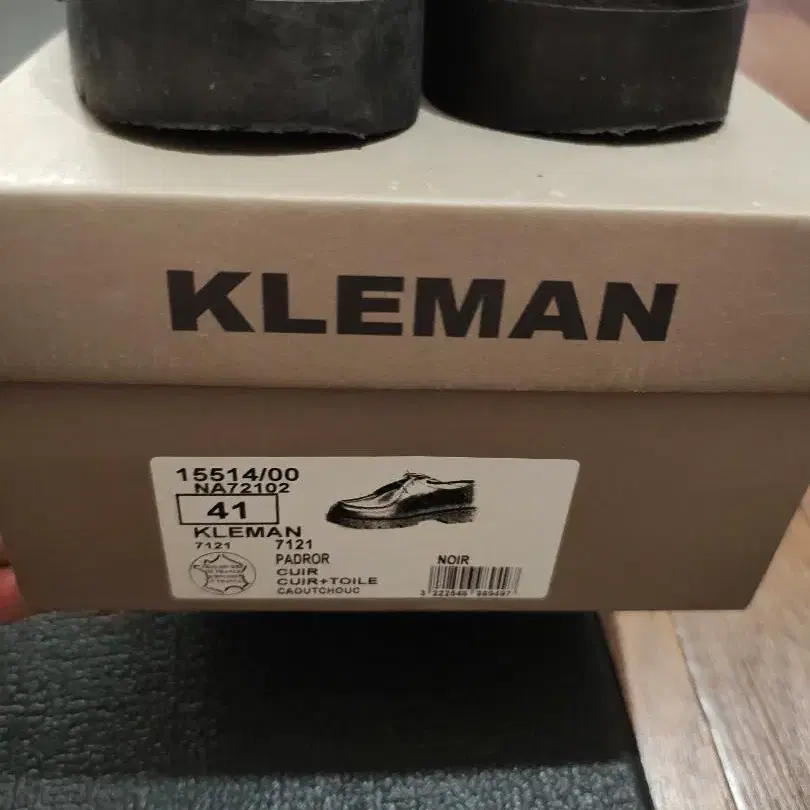 KLEMAN
15514/00
NA72102
41
KLEMAN
7121 7121
PADROR NOIR
CUIR
CUIR+TOILE
CAOUTCHOUC